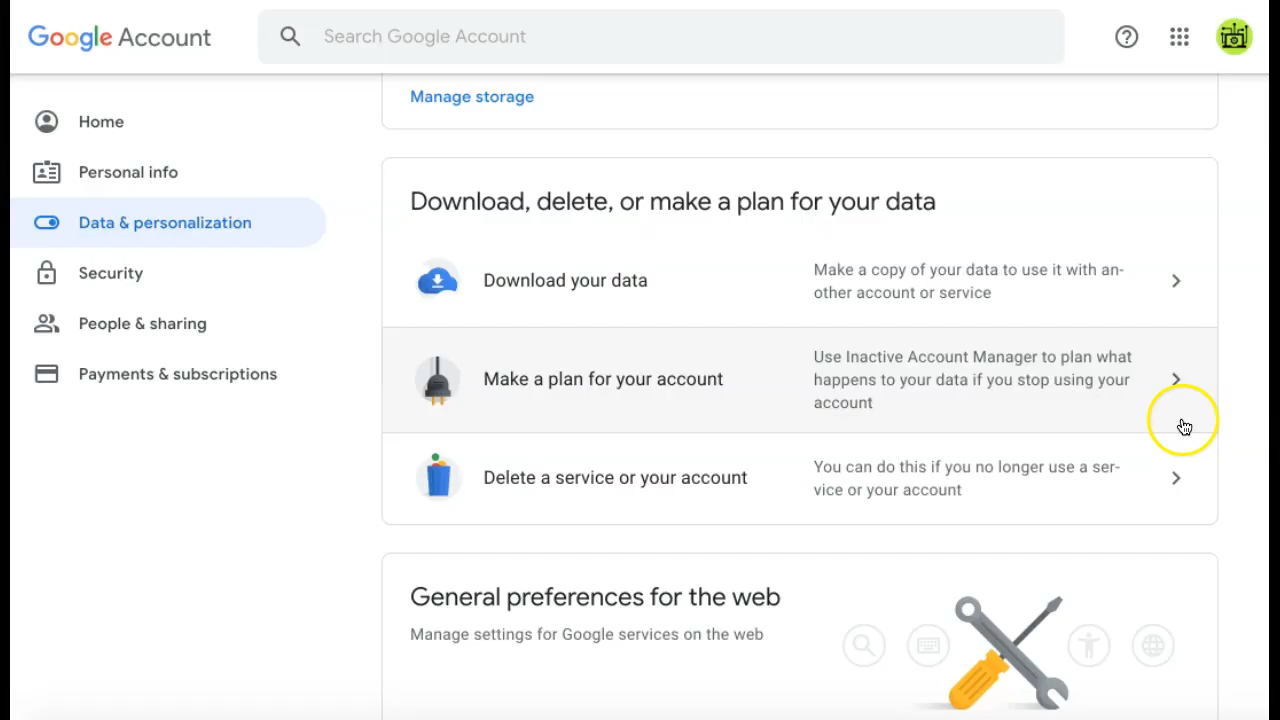 Google Account
Search Google Account
Home
Personal info
Data & personalization
Security
People & sharing
Payments & subscriptions
Manage storage
Download, delete, or make a plan for your data
Download your data
Make a copy of your data to use it with an-
other account or service
Make a plan for your account
Use Inactive Account Manager to plan what
happens to your data if you stop using your
account
Delete a service or your account
You can do this if you no longer use a ser-
vice or your account
General preferences for the web
Manage settings for Google services on the web